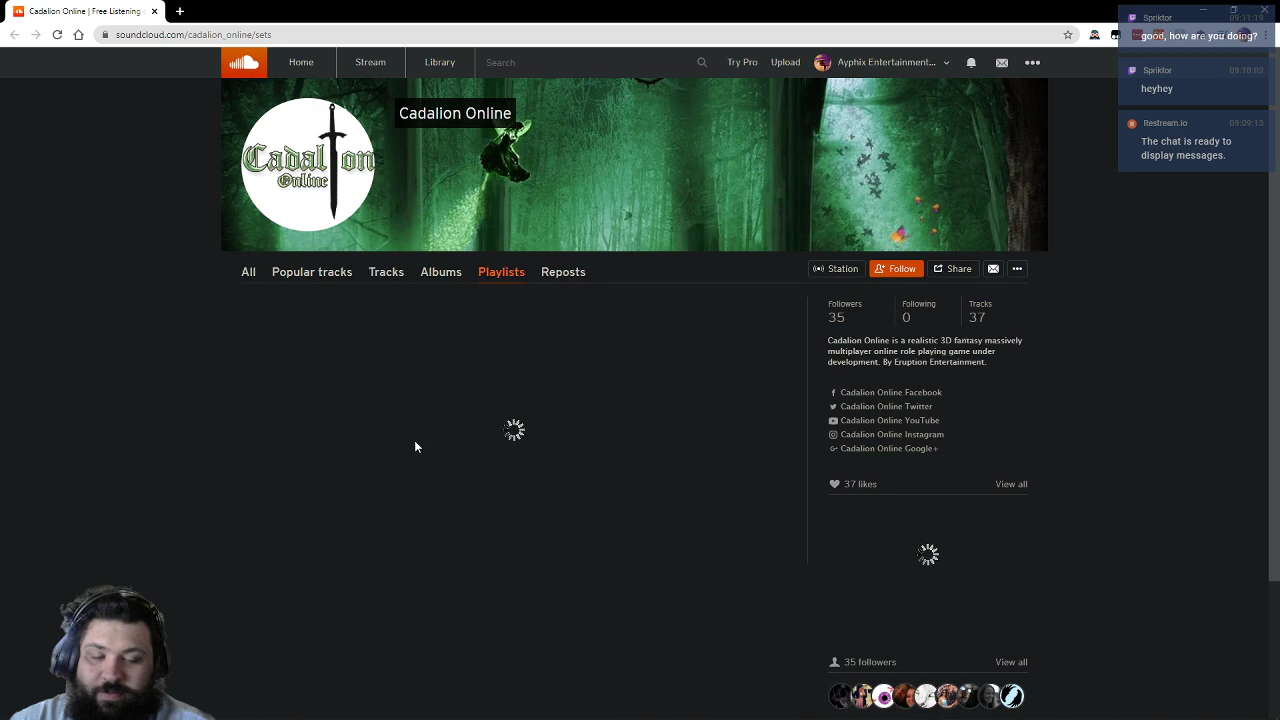 Cadalion Online | Free Listening o
soundcloud.com/cadalion_online/sets
Home
Stream
Library
Search
Try Pro
Upload
Ayphix Entertainment...
Spriktor 09:11:19
good, how are you doing?
Spriktor 09:10:02
heyhey
Restream.io 09:09:13
The chat is ready to
display messages.
Cadalion
Online
Cadalion Online
All
Popular tracks
Tracks
Albums
Playlists
Reposts
Station
Follow
Share
Followers
35
Following
0
Tracks
37
Cadalion Online is a realistic 3D fantasy massively
multiplayer online role playing game under
development. By Eruption Entertainment.
Cadalion Online Facebook
Cadalion Online Twitter
Cadalion Online YouTube
Cadalion Online Instagram
Cadalion Online Google+
37 likes
View all
35 followers
View all